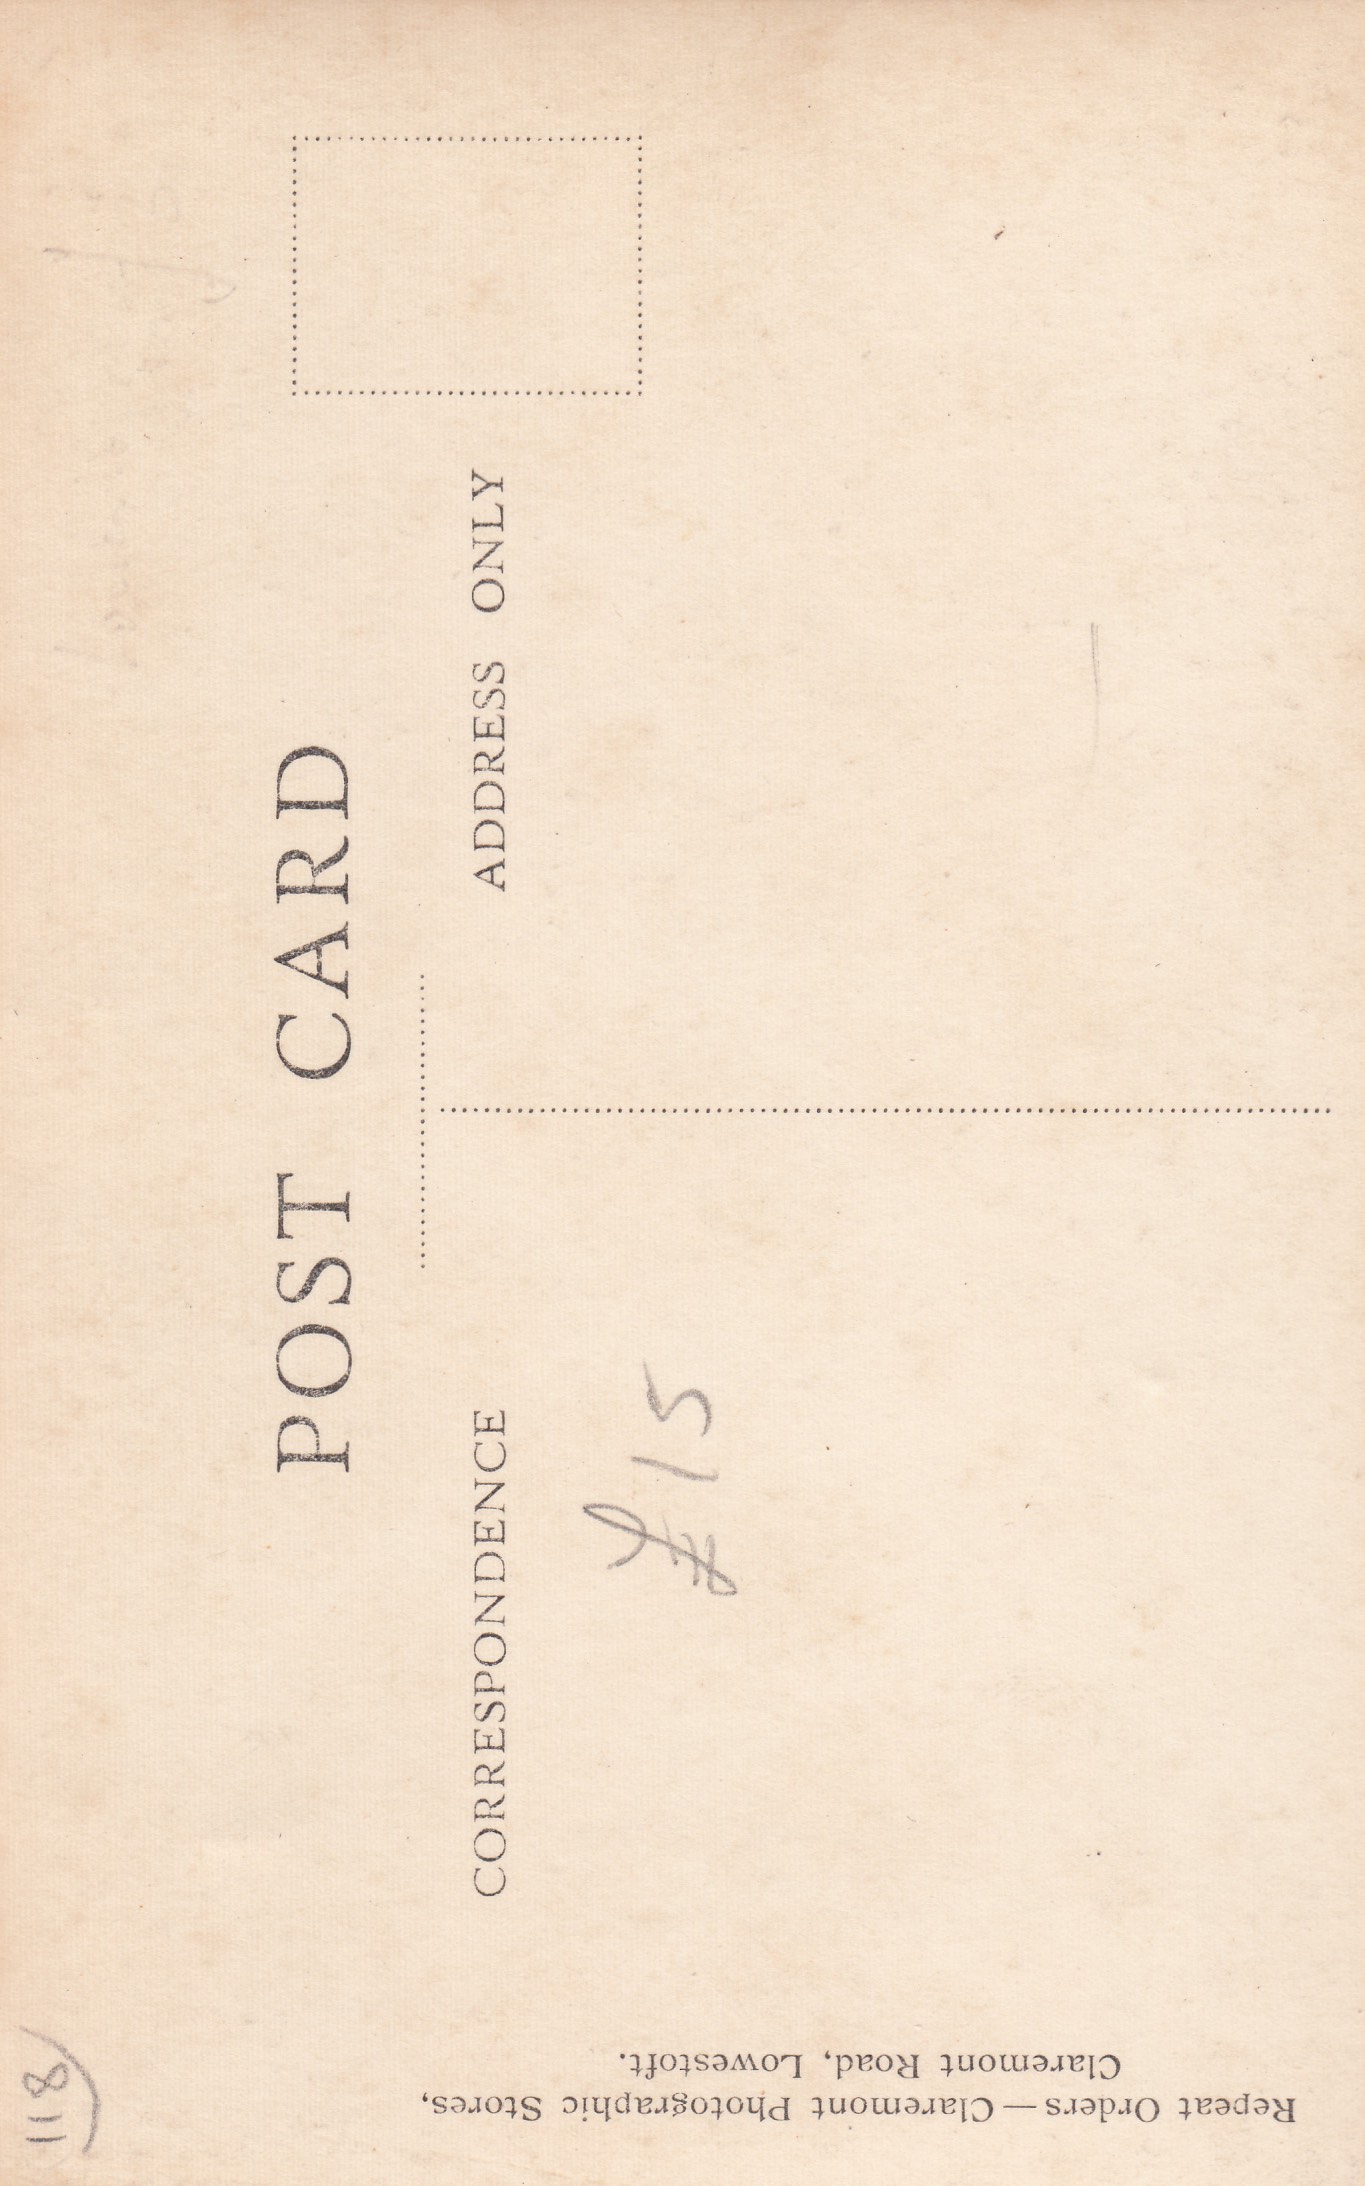 POST CARD
CORRESPONDENCE
ADDRESS ONLY
£15
Repeat Orders — Claremont Photographic Stores,
Claremont Road, Lowestoft.
118